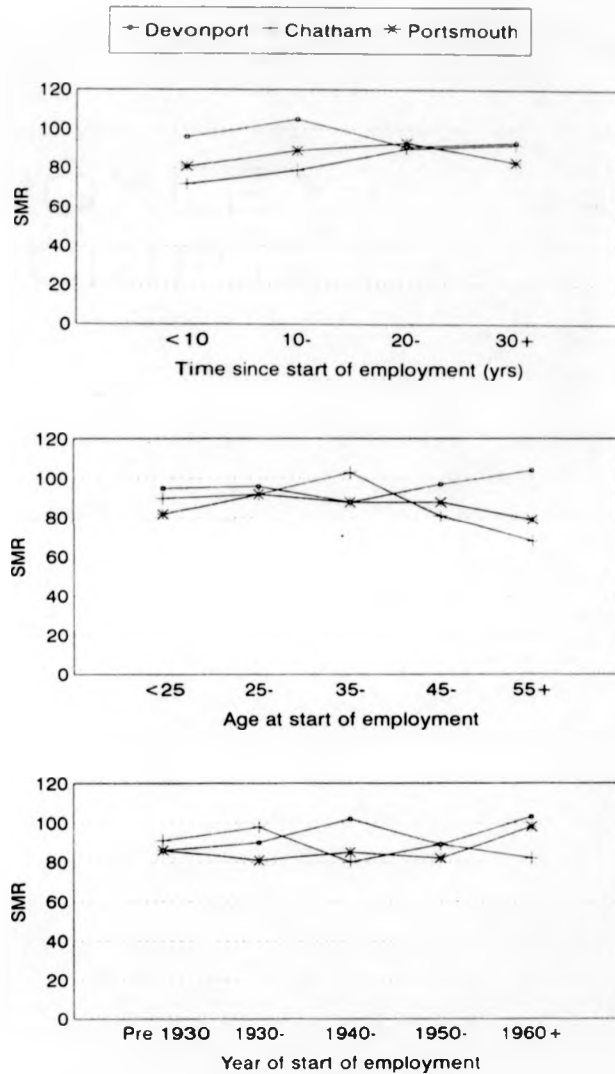 Devonport Chatham Portsmouth
120
100
80
60
40
20
0
SMR
<10 10- 20- 30+
Time since start of employment (yrs)
120
100
80
60
40
20
0
SMR
<25 25- 35- 45- 55+
Age at start of employment
120
100
80
60
40
20
0
SMR
Pre 1930 1930- 1940- 1950- 1960+
Year of start of employment